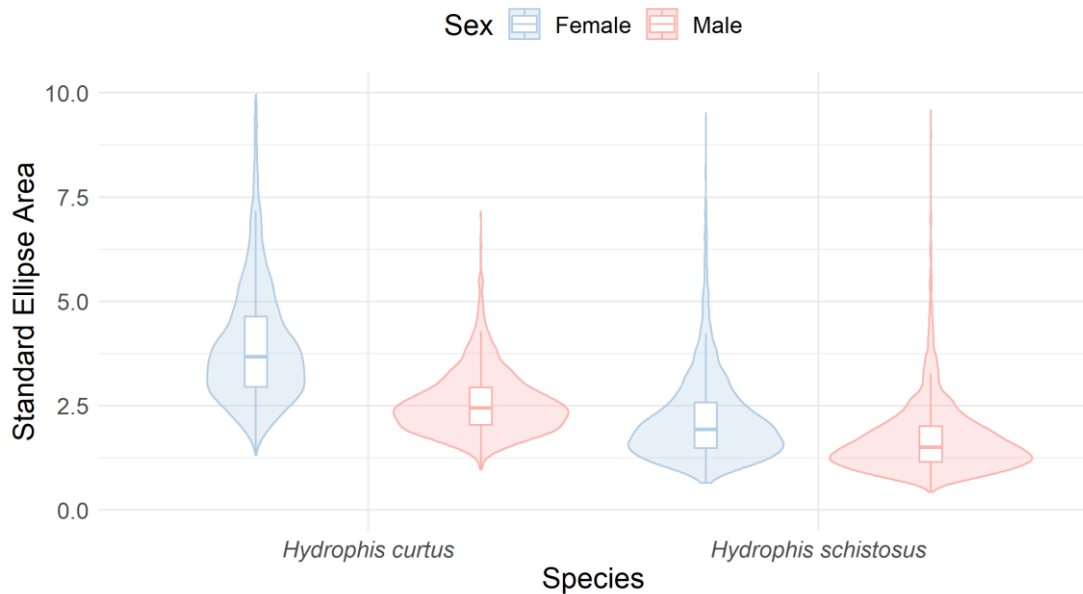 Sex Female Male
10.0
7.5
5.0
2.5
0.0
Standard Ellipse Area
Hydrophis curtus Hydrophis schistosus
Species